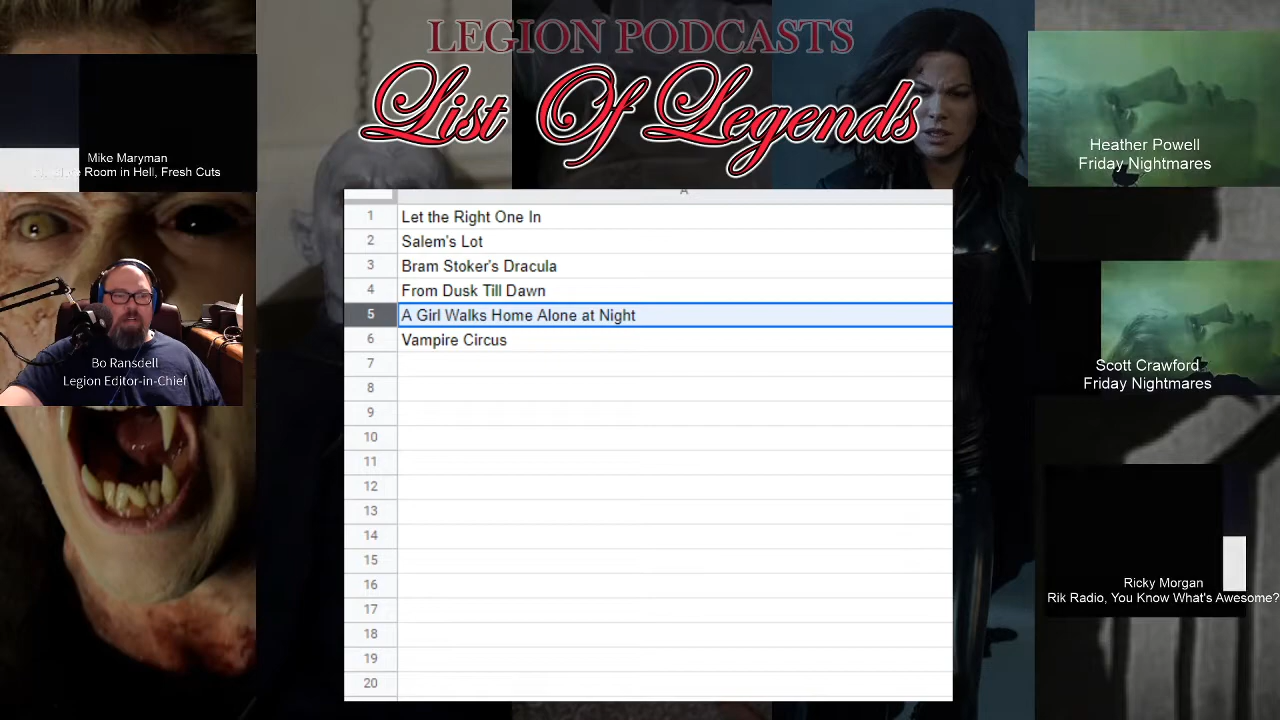 LEGION PODCASTS
List Of Legends
Mike Maryman
Room in Hell, Fresh Cuts
Bo Ransdell
Legion Editor-in-Chief
A
1 Let the Right One In
2 Salem's Lot
3 Bram Stoker's Dracula
4 From Dusk Till Dawn
5 A Girl Walks Home Alone at Night
6 Vampire Circus
7
8
9
10
11
12
13
14
15
16
17
18
19
20
Heather Powell
Friday Nightmares
Scott Crawford
Friday Nightmares
Ricky Morgan
Rik Radio, You Know What's Awesome?